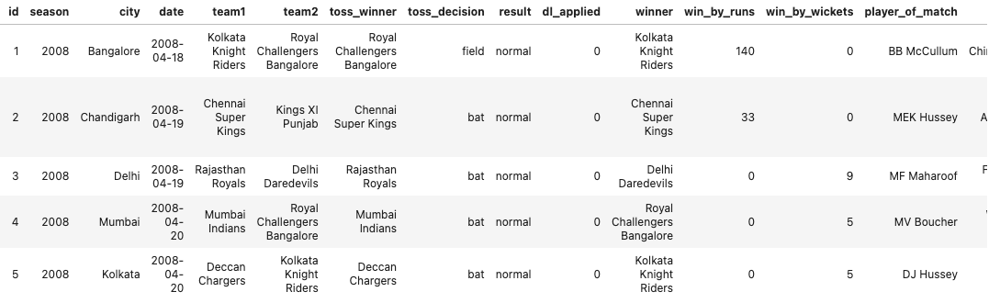 id season city date team1 team2 toss_winner toss_decision result dl_applied winner win_by_runs win_by_wickets player_of_match
1 2008 Bangalore 2008-04-18 Kolkata Knight Riders Royal Challengers Bangalore Royal Challengers Bangalore field normal 0 Kolkata Knight Riders 140 0 BB McCullum
2 2008 Chandigarh 2008-04-19 Chennai Super Kings Kings XI Punjab Chennai Super Kings bat normal 0 Chennai Super Kings 33 0 MEK Hussey
3 2008 Delhi 2008-04-19 Rajasthan Royals Delhi Daredevils Rajasthan Royals bat normal 0 Delhi Daredevils 0 9 MF Maharoof
4 2008 Mumbai 2008-04-20 Mumbai Indians Royal Challengers Bangalore Mumbai Indians bat normal 0 Royal Challengers Bangalore 0 5 MV Boucher
5 2008 Kolkata 2008-04-20 Deccan Chargers Kolkata Knight Riders Deccan Chargers bat normal 0 Kolkata Knight Riders 0 5 DJ Hussey